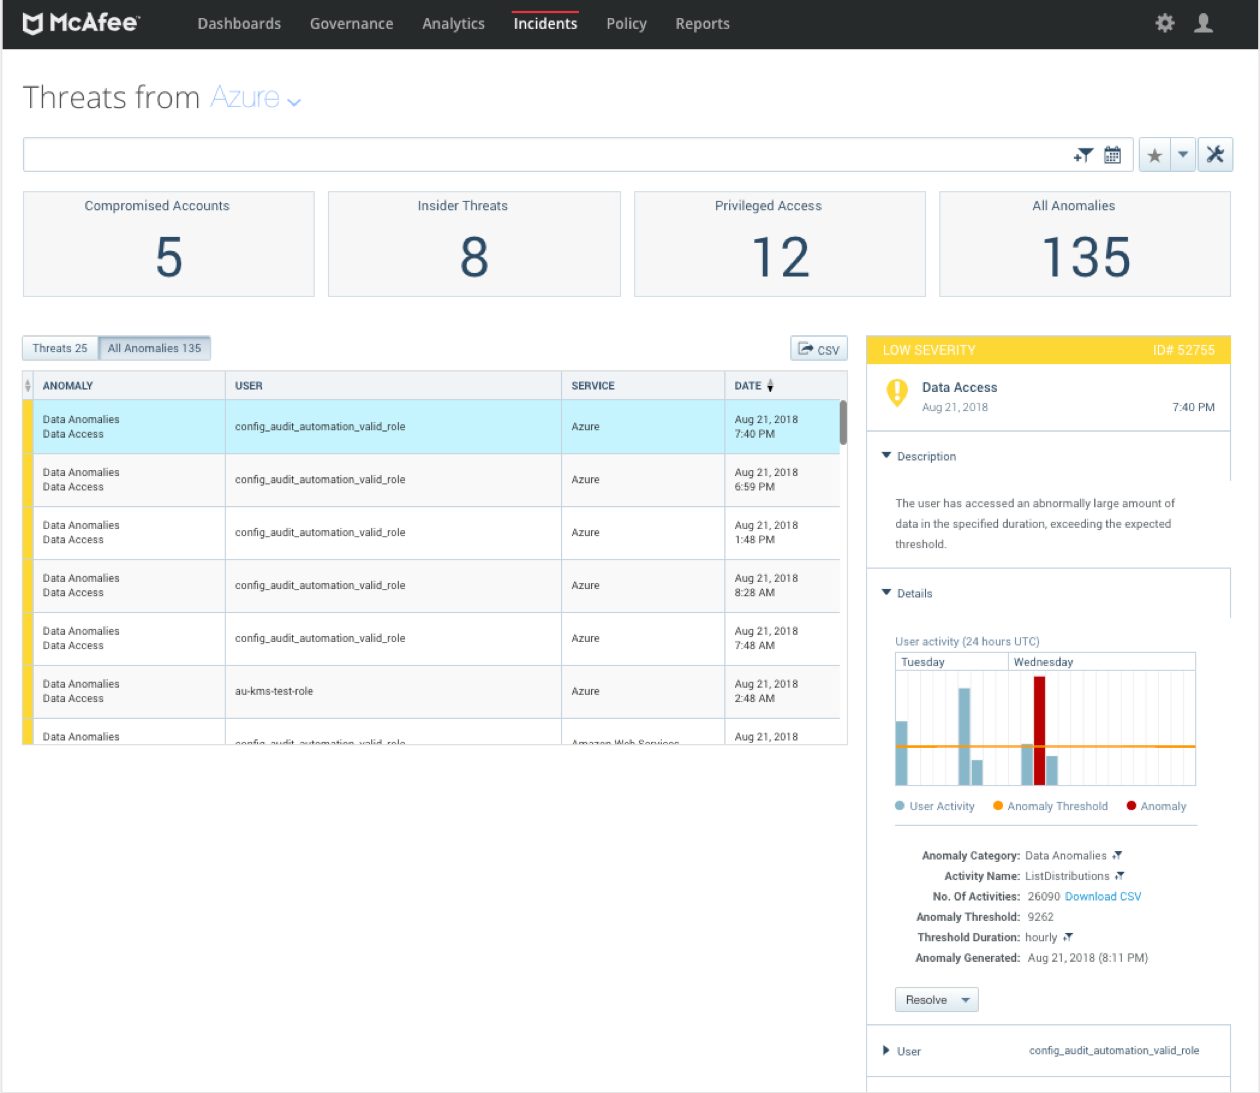 McAfee™
Dashboards Governance Analytics Incidents Policy Reports
Threats from Azure
Compromised Accounts
5
Insider Threats
8
Privileged Access
12
All Anomalies
135
Threats 25 All Anomalies 135
CSV
ANOMALY USER SERVICE DATE
Data Anomalies
Data Access
config_audit_automation_valid_role
Azure
Aug 21, 2018
7:40 PM
Data Anomalies
Data Access
config_audit_automation_valid_role
Azure
Aug 21, 2018
6:59 PM
Data Anomalies
Data Access
config_audit_automation_valid_role
Azure
Aug 21, 2018
1:48 PM
Data Anomalies
Data Access
config_audit_automation_valid_role
Azure
Aug 21, 2018
8:28 AM
Data Anomalies
Data Access
config_audit_automation_valid_role
Azure
Aug 21, 2018
7:48 AM
Data Anomalies
Data Access
au-kms-test-role
Azure
Aug 21, 2018
2:48 AM
Data Anomalies
config_audit_automation_valid_role
Amazon Web Services
Aug 21, 2018
LOW SEVERITY ID# 52755
Data Access
Aug 21, 2018 7:40 PM
Description
The user has accessed an abnormally large amount of
data in the specified duration, exceeding the expected
threshold.
Details
User activity (24 hours UTC)
Tuesday Wednesday
User Activity Anomaly Threshold Anomaly
Anomaly Category: Data Anomalies
Activity Name: ListDistributions
No. Of Activities: 26090 Download CSV
Anomaly Threshold: 9262
Threshold Duration: hourly
Anomaly Generated: Aug 21, 2018 (8:11 PM)
Resolve
User config_audit_automation_valid_role